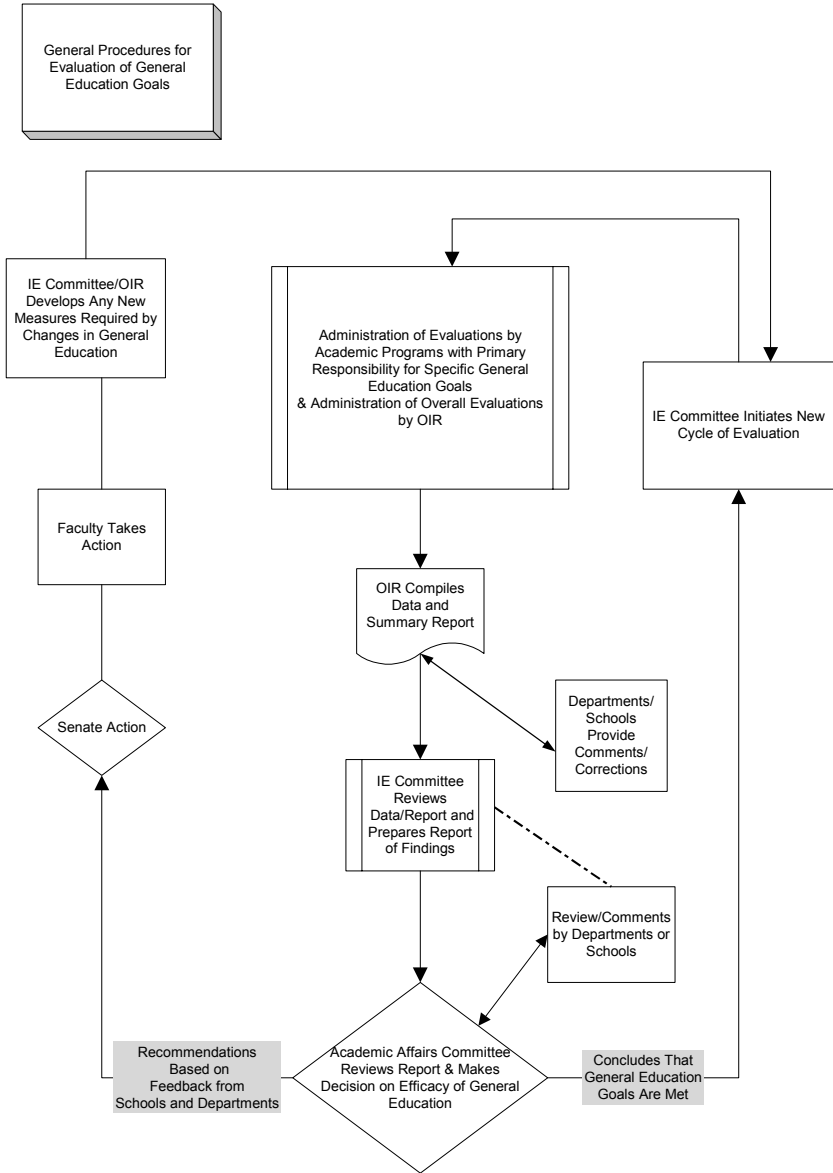 General Procedures for
Evaluation of General
Education Goals
IE Committee/OIR
Develops Any New
Measures Required by
Changes in General
Education
Administration of Evaluations by
Academic Programs with Primary
Responsibility for Specific General
Education Goals
& Administration of Overall Evaluations
by OIR
IE Committee Initiates New
Cycle of Evaluation
Faculty Takes
Action
OIR Compiles
Data and
Summary Report
Senate Action
Departments/
Schools
Provide
Comments/
Corrections
IE Committee
Reviews
Data/Report and
Prepares Report
of Findings
Review/Comments
by Departments or
Schools
Academic Affairs Committee
Reviews Report & Makes
Decision on Efficacy of General
Education
Recommendations
Based on
Feedback from
Schools and Departments
Concludes That
General Education
Goals Are Met